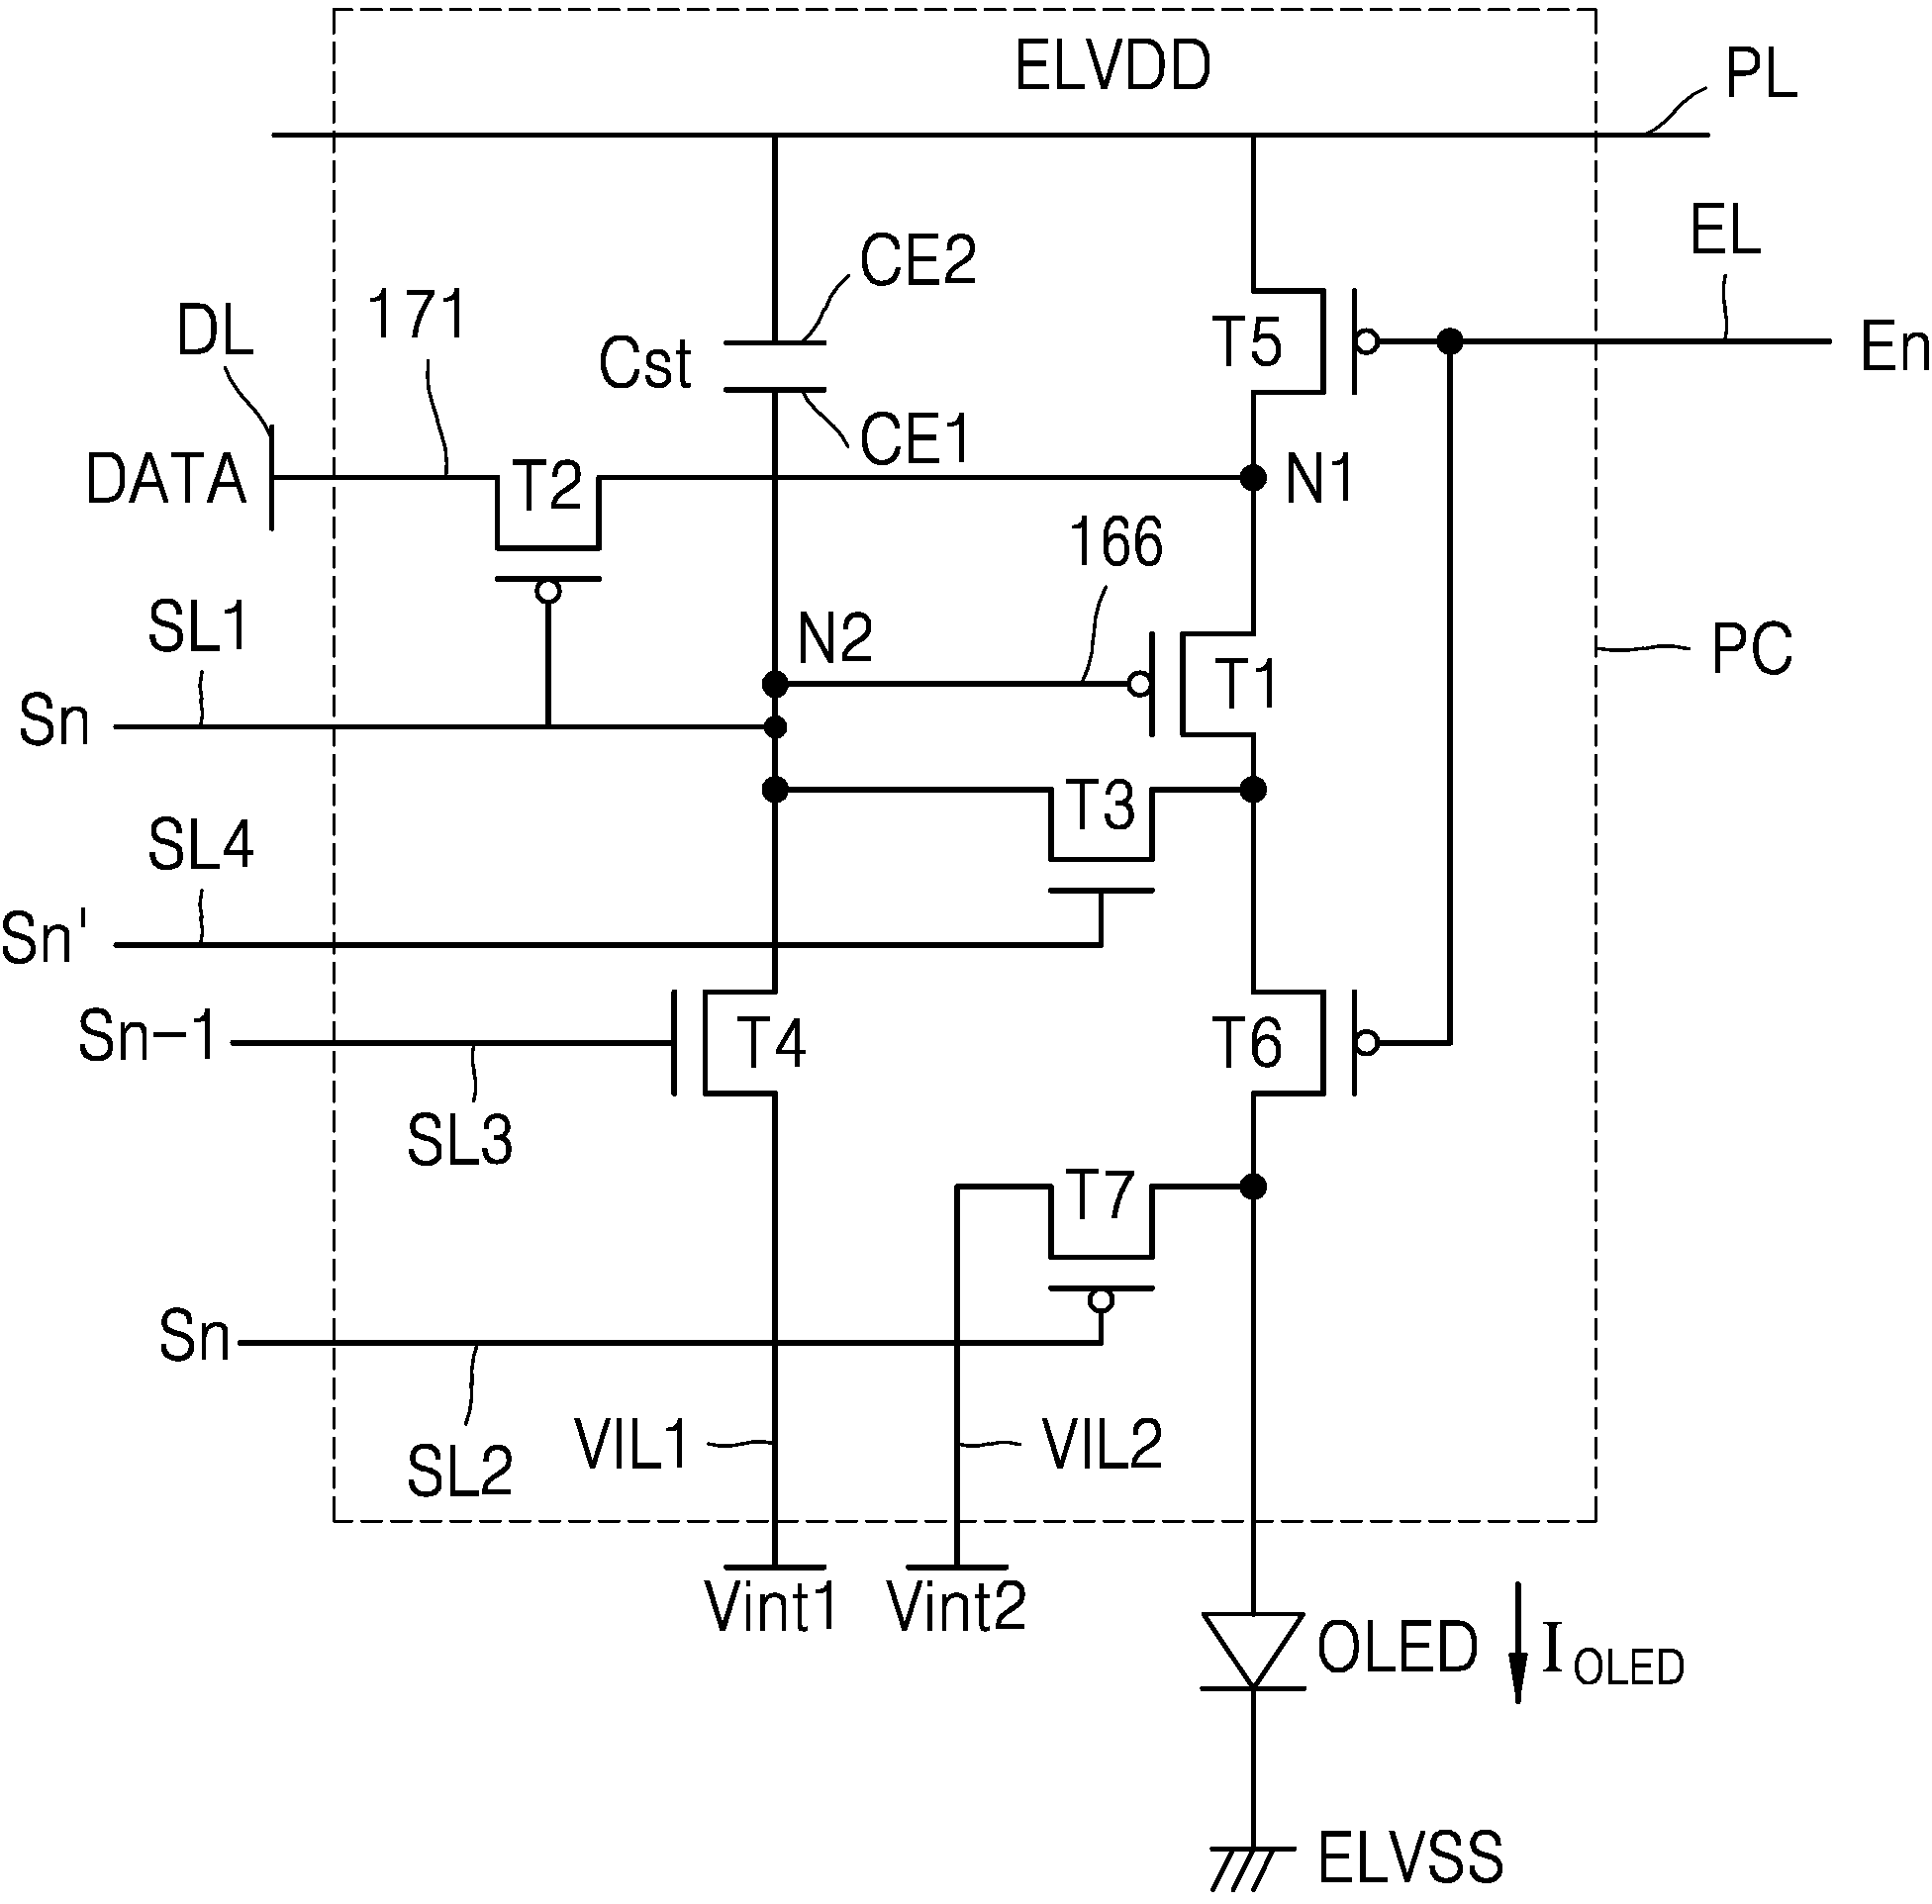 ELVDD
PL
CE2
EL
171
DL
T5
En
Cst
CE1
DATA
T2
N1
166
SL1
N2
PC
T1
Sn
T3
SL4
Sn'
Sn-1
T4
T6
SL3
T7
Sn
VIL1
VIL2
SL2
Vint1
Vint2
OLED
I OLED
ELVSS